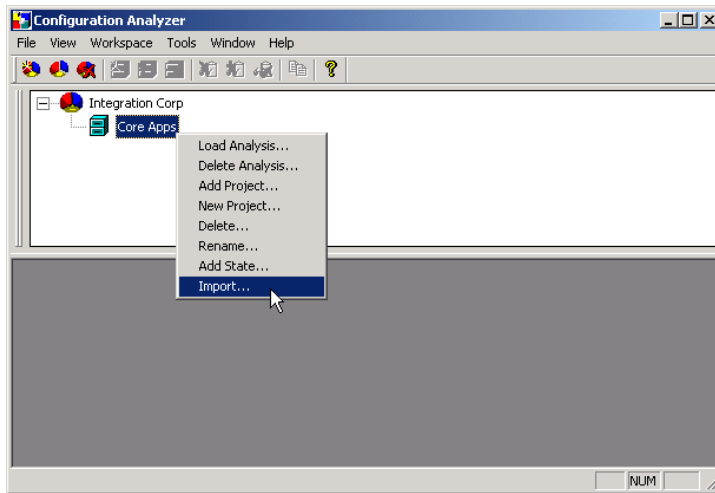 Configuration Analyzer
File View Workspace Tools Window Help
Integration Corp
Core Apps
Load Analysis...
Delete Analysis...
Add Project...
New Project...
Delete...
Rename...
Add State...
Import...
NUM